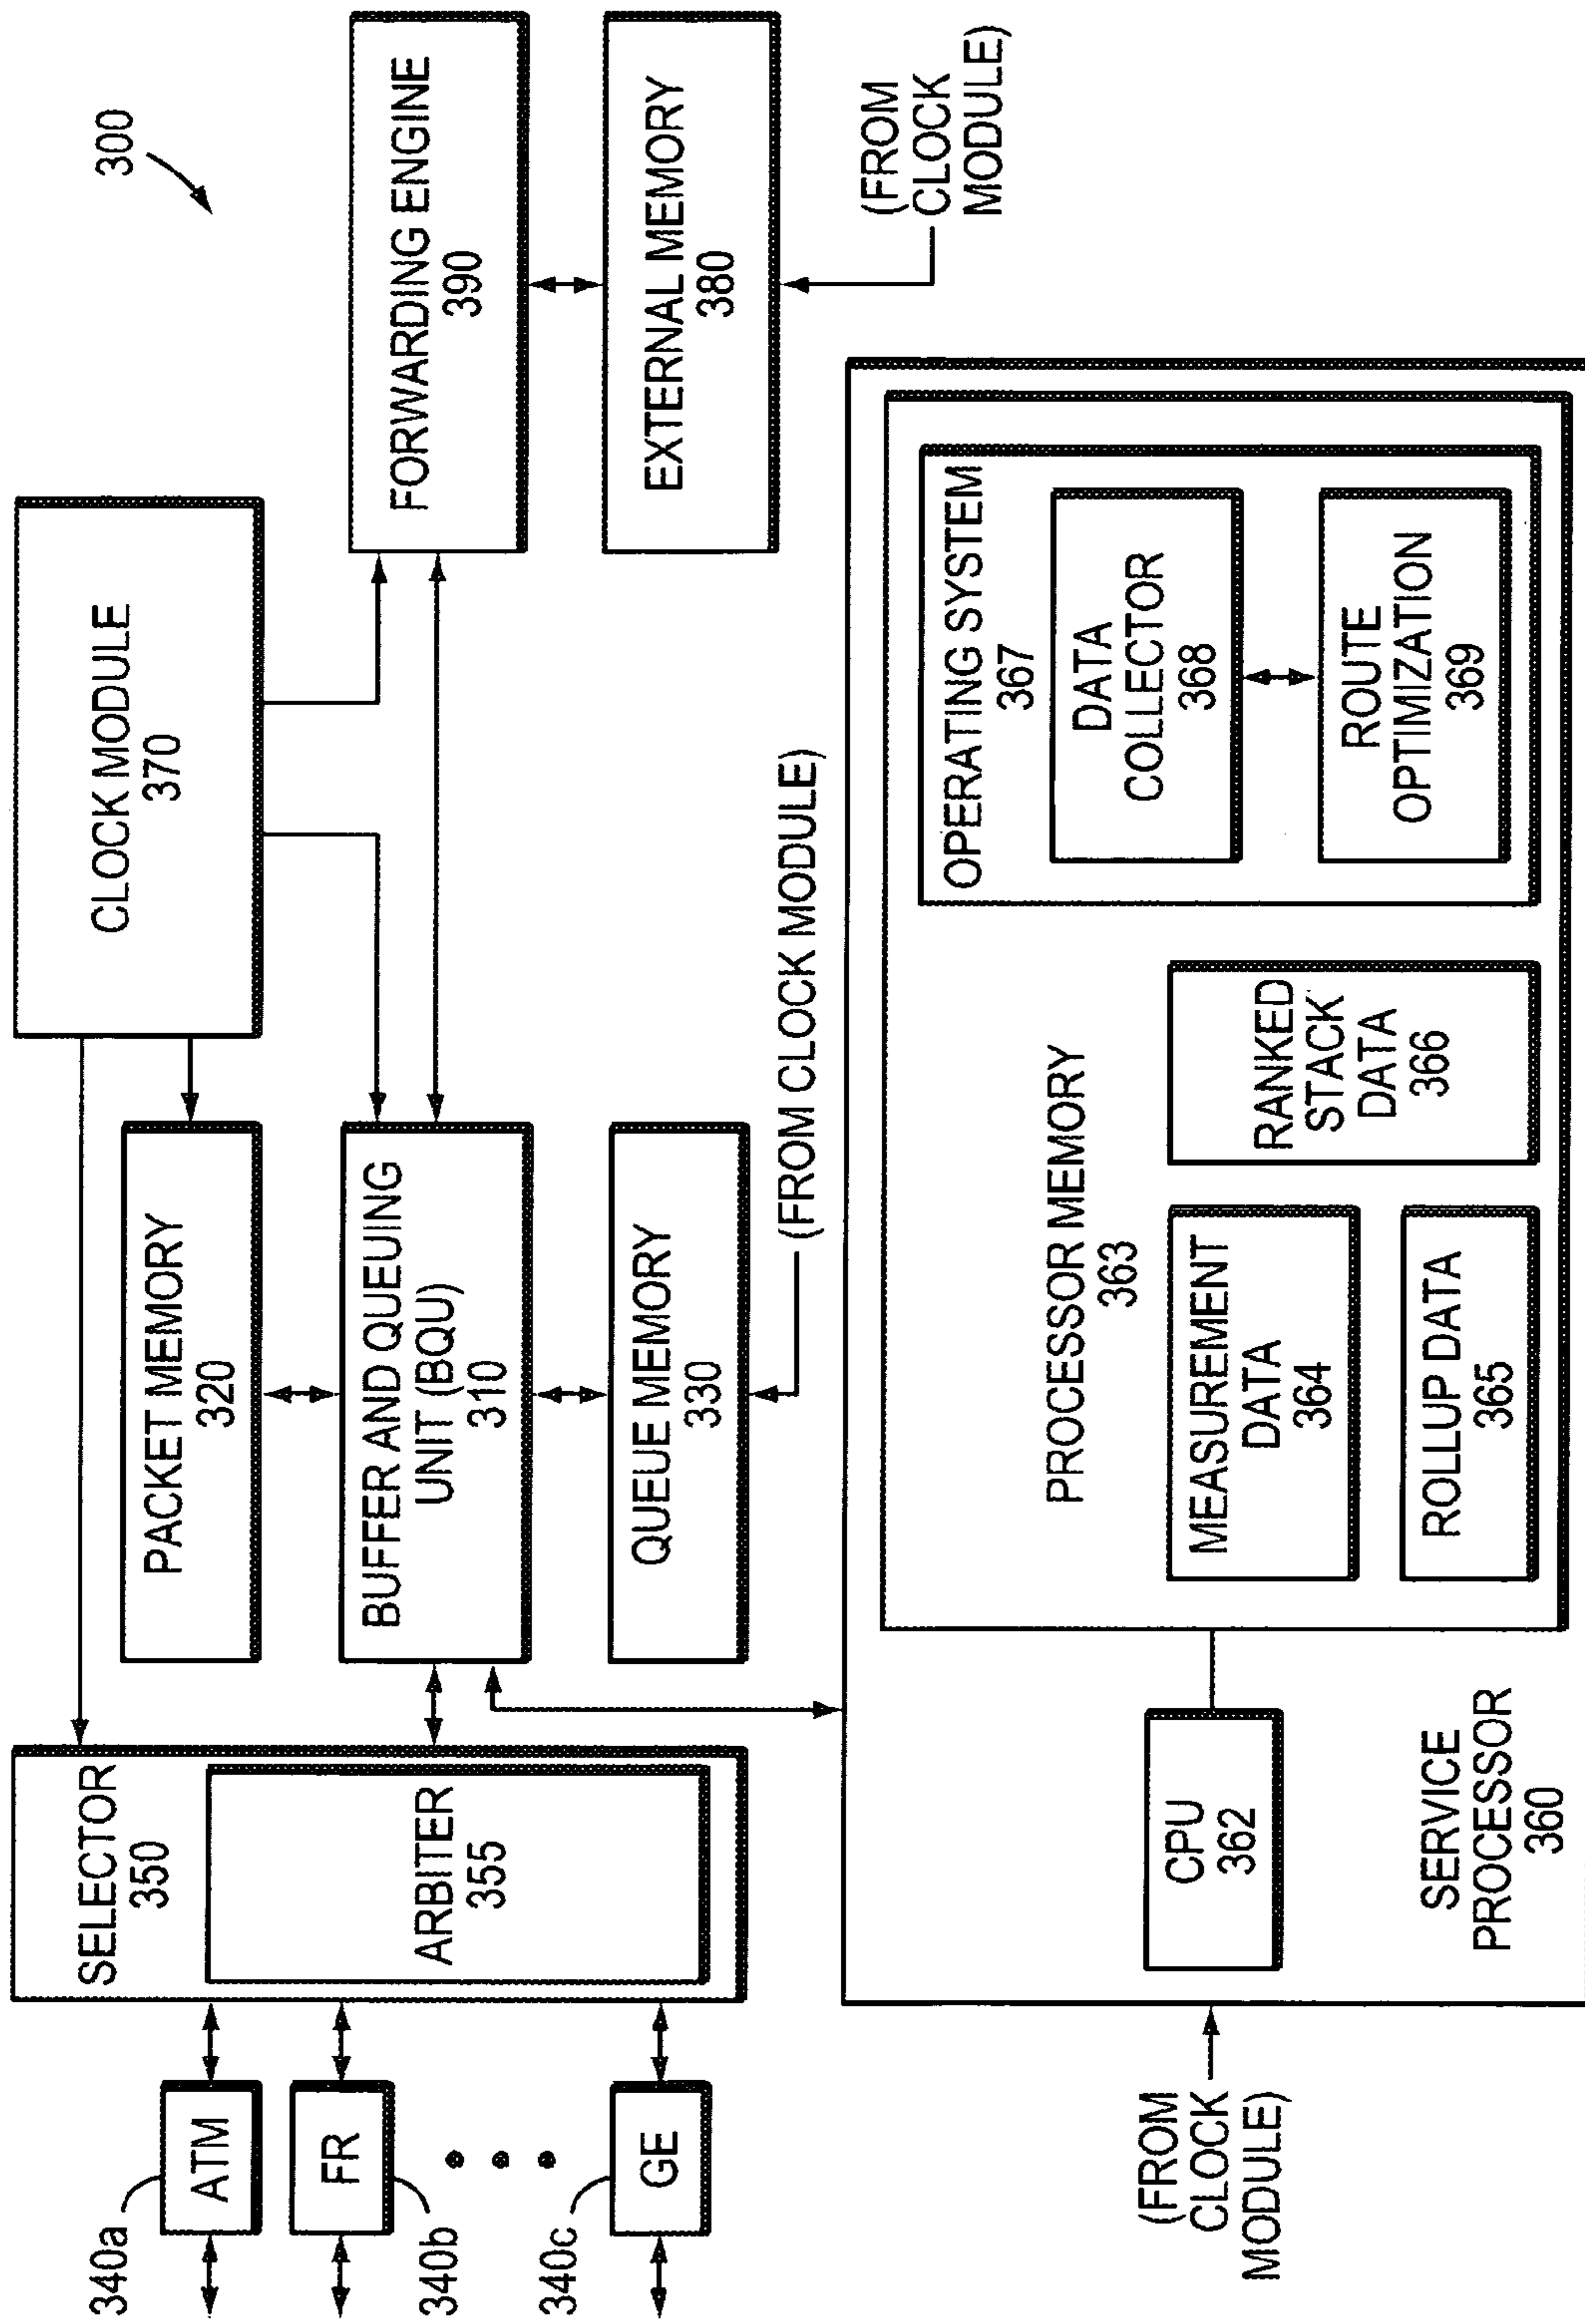 300
CLOCK MODULE
370
FORWARDING ENGINE
390
EXTERNAL MEMORY
380
(FROM
CLOCK
MODULE)
PACKET MEMORY
320
BUFFER AND QUEUING
UNIT (BQU)
310
QUEUE MEMORY
330
(FROM CLOCK MODULE)
SELECTOR
350
ARBITER
355
340a
ATM
FR
340b
340c
GE
PROCESSOR MEMORY
363
MEASUREMENT
DATA
364
ROLLUP DATA
365
RANKED
STACK
DATA
366
OPERATING SYSTEM
367
DATA
COLLECTOR
368
ROUTE
OPTIMIZATION
369
CPU
362
SERVICE
PROCESSOR
360
(FROM
CLOCK
MODULE)